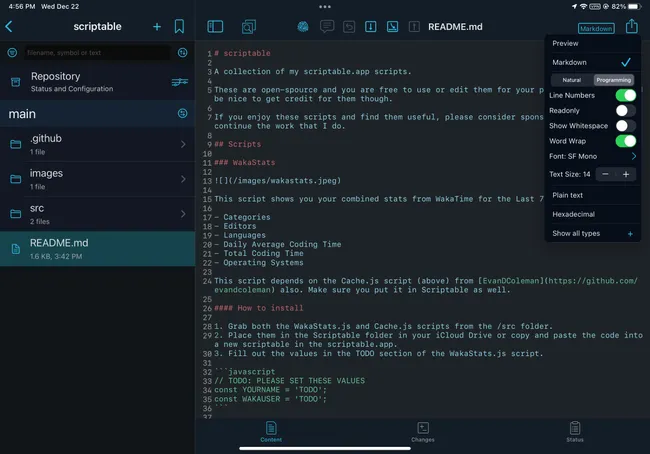 4:56 PM Wed Dec 22
VPN 82%
scriptable
README.md
Markdown
filename, symbol or text
Repository
Status and Configuration
main
.github
1 file
images
1 file
src
2 files
README.md
1.6 KB, 3:42 PM
1 # scriptable
2
3 A collection of my scriptable.app scripts.
4
5 These are open-spource and you are free to use or edit them for your p
be nice to get credit for them though.
6
7 If you enjoy these scripts and find them useful, please consider spons
continue the work that I do.
8
9 ## Scripts
10
11 ### WakaStats
12
13 ![](/images/wakastats.jpeg)
14
15 This script shows you your combined stats from WakaTime for the Last 7
16
17 - Categories
18 - Editors
19 - Languages
20 - Daily Average Coding Time
21 - Total Coding Time
22 - Operating Systems
23
24 This script depends on the Cache.js script (above) from [EvanDColeman](https://github.com/
evandcoleman) also. Make sure you put it in Scriptable as well.
25
26 #### How to install
27
28 1. Grab both the WakaStats.js and Cache.js scripts from the /src folder.
29 2. Place them in the Scriptable folder in your iCloud Drive or copy and paste the code into
a new scriptable in the scriptable.app.
30 3. Fill out the values in the TODO section of the WakaStats.js script.
31
32 ```javascript
33 // TODO: PLEASE SET THESE VALUES
34 const YOURNAME = 'TODO';
35 const WAKAUSER = 'TODO';
36 ```
37
Preview
Markdown
Natural Programming
Line Numbers
Readonly
Show Whitespace
Word Wrap
Font: SF Mono
Text Size: 14 − +
Plain text
Hexadecimal
Show all types +
Content
Changes
Status